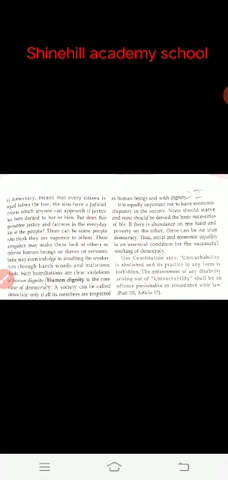 Shinehill academy school
of democracy, means that every citizen is
equal before the law. We also have a judicial
system which anyone can approach if justice
has been denied to her or him. But does this
guarantee justice and fairness in the everyday
life of the people? There can be some people
who think they are superior to others. Their
arrogance may make them look at others as
inferior human beings or slaves or servants
later may even indulge in insulting the weaker
ones through harsh words and malicious
such humiliations are clear violations
human dignity. Human dignity is the core
value of democracy. A society can be called
democratic only if all its members are respected
as human beings and with dignity.
It is equally important not to have economic
disparity in the society. None should starve
and none should be denied the basic necessities
of life. If there is abundance on one hand and
poverty on the other, there can be no true
democracy. Thus, social and economic equality
is an essential condition for the successful
working of democracy.
Our Constitution says, 'Untouchability
is abolished and its practice in any form is
forbidden. The enforcement of any disability
arising out of "Untouchability" shall be an
offence punishable in accordance with law'
(Part III, Article 17).